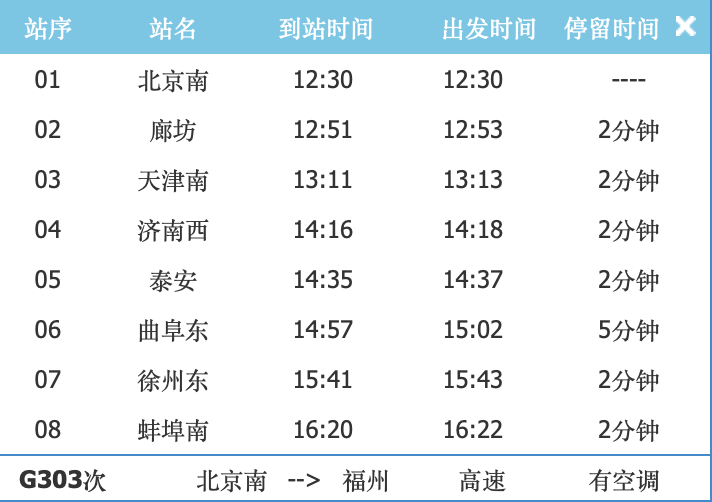 站序 站名 到站时间 出发时间 停留时间
01 北京南 12:30 12:30 ----
02 廊坊 12:51 12:53 2分钟
03 天津南 13:11 13:13 2分钟
04 济南西 14:16 14:18 2分钟
05 泰安 14:35 14:37 2分钟
06 曲阜东 14:57 15:02 5分钟
07 徐州东 15:41 15:43 2分钟
08 蚌埠南 16:20 16:22 2分钟
G303次 北京南 --> 福州 高速 有空调